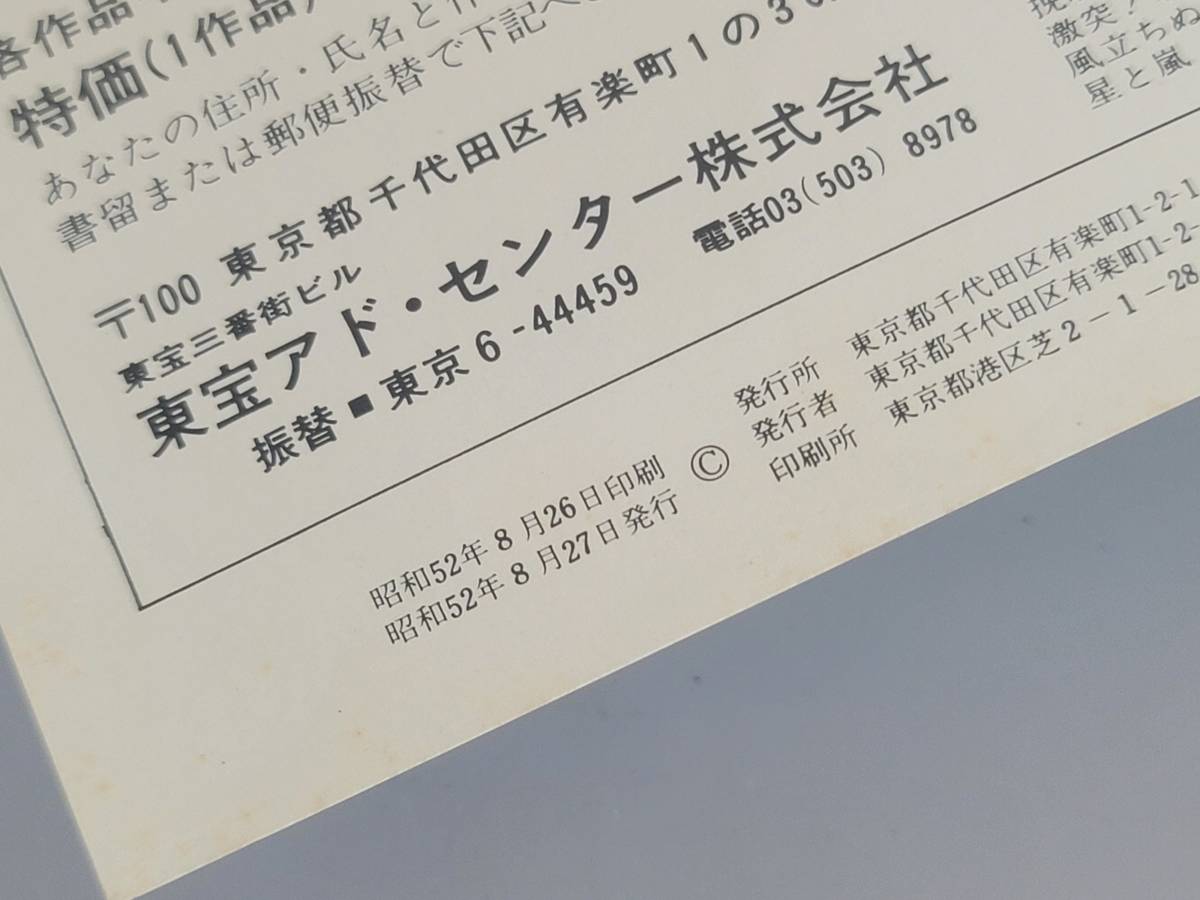 各作品
特価(1作品
あなたの住所・氏名と
書留または郵便振替で下記へ
〒100 東京都千代田区有楽町1の3
東宝三番街ビル
東宝アド・センター株式会社
振替■東京6-44459 電話03(503)8978
激突
風立ちぬ
星と嵐
昭和52年8月26日印刷
昭和52年8月27日発行
©
発行所 東京都千代田区有楽町1-2-1
発行者 東京都千代田区有楽町1-2-
印刷所 東京都港区芝2-1-28